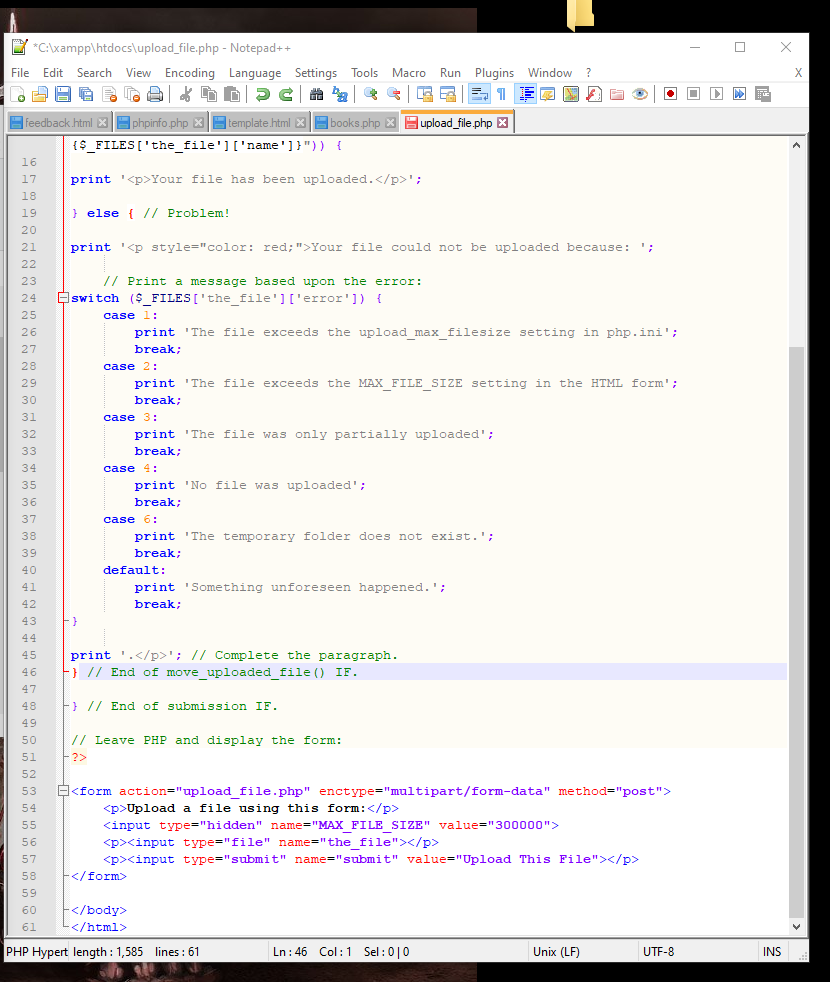 *C:\xampp\htdocs\upload_file.php - Notepad++
File Edit Search View Encoding Language Settings Tools Macro Run Plugins Window ? X
feedback.html phpinfo.php template.html books.php upload_file.php
{$_FILES['the_file']['name']}")) {
16
17 print '<p>Your file has been uploaded.</p>';
18
19 } else { // Problem!
20
21 print '<p style="color: red;">Your file could not be uploaded because: ';
22
23 // Print a message based upon the error:
24 switch ($_FILES['the_file']['error']) {
25 case 1:
26 print 'The file exceeds the upload_max_filesize setting in php.ini';
27 break;
28 case 2:
29 print 'The file exceeds the MAX_FILE_SIZE setting in the HTML form';
30 break;
31 case 3:
32 print 'The file was only partially uploaded';
33 break;
34 case 4:
35 print 'No file was uploaded';
36 break;
37 case 6:
38 print 'The temporary folder does not exist.';
39 break;
40 default:
41 print 'Something unforeseen happened.';
42 break;
43 }
44
45 print '.</p>'; // Complete the paragraph.
46 } // End of move_uploaded_file() IF.
47
48 } // End of submission IF.
49
50 // Leave PHP and display the form:
51 ?>
52
53 <form action="upload_file.php" enctype="multipart/form-data" method="post">
54 <p>Upload a file using this form:</p>
55 <input type="hidden" name="MAX_FILE_SIZE" value="300000">
56 <p><input type="file" name="the_file"></p>
57 <p><input type="submit" name="submit" value="Upload This File"></p>
58 </form>
59
60 </body>
61 </html>
PHP Hypert length : 1,585 lines : 61 Ln : 46 Col : 1 Sel : 0 | 0 Unix (LF) UTF-8 INS